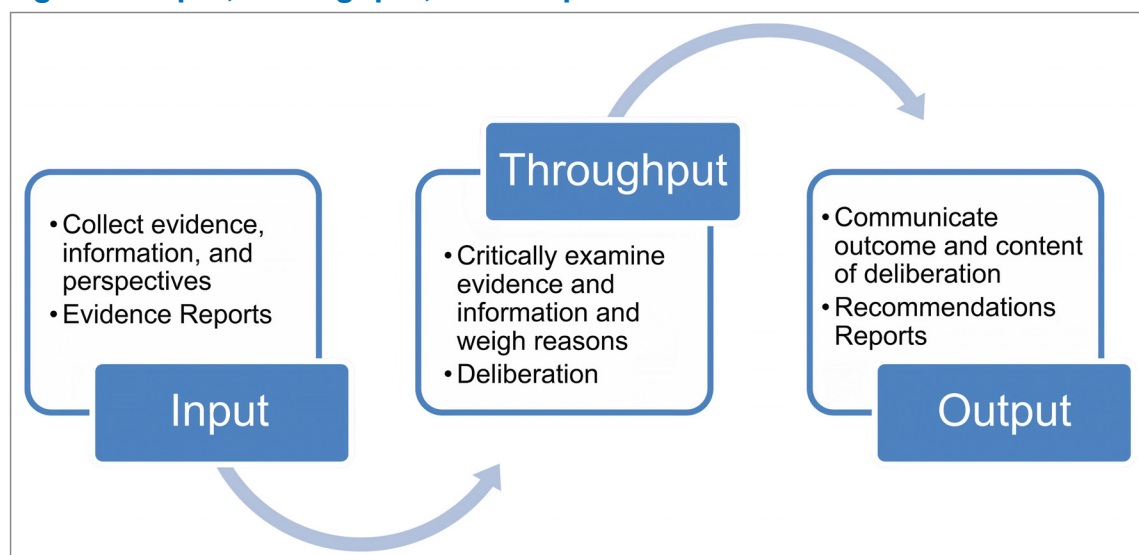 • Collect evidence,
information, and
perspectives
• Evidence Reports
Input
Throughput
• Critically examine
evidence and
information and
weigh reasons
• Deliberation
• Communicate
outcome and content
of deliberation
• Recommendations
Reports
Output